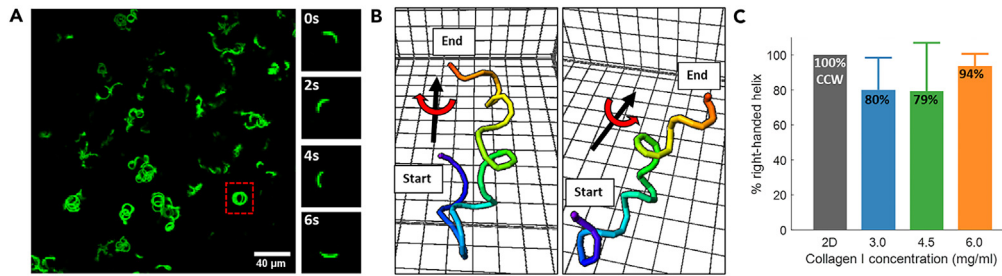 A
0s
2s
4s
6s
40 μm
B
End
Start
End
Start
C
% right-handed helix
100
80
60
40
20
0
100%
CCW
80%
79%
94%
2D
3.0
4.5
6.0
Collagen I concentration (mg/ml)